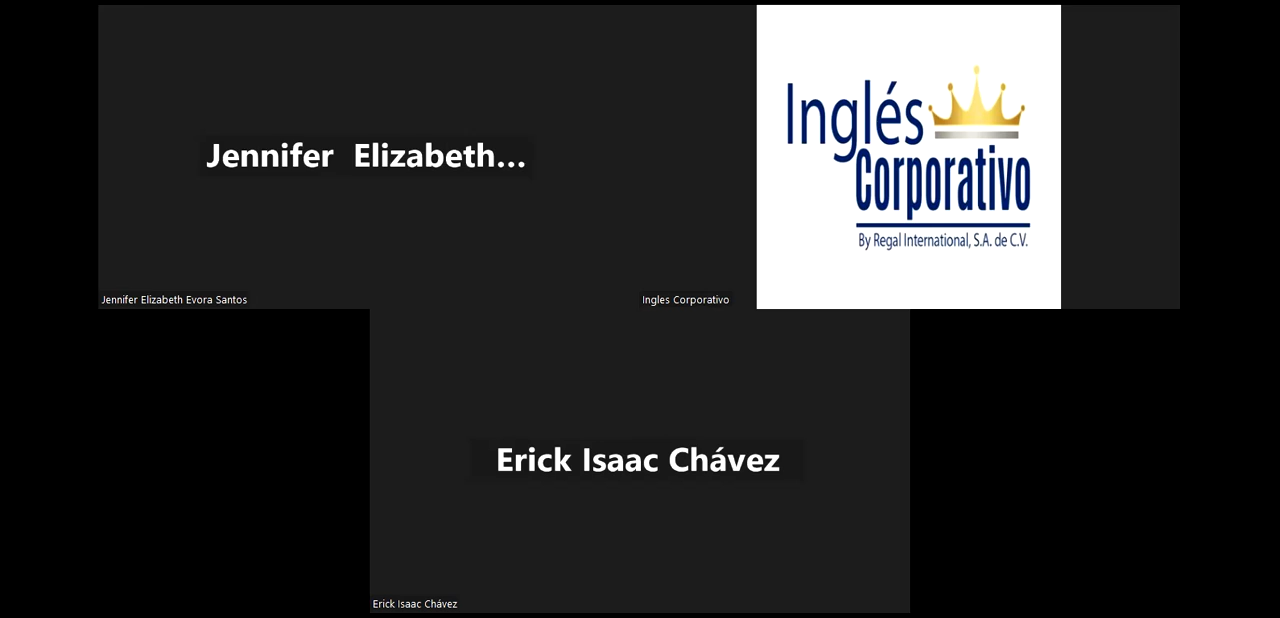 Jennifer Elizabeth...
Jennifer Elizabeth Evora Santos
Inglés
Corporativo
By Regal International, S.A. de C.V.
Ingles Corporativo
Erick Isaac Chávez
Erick Isaac Chávez